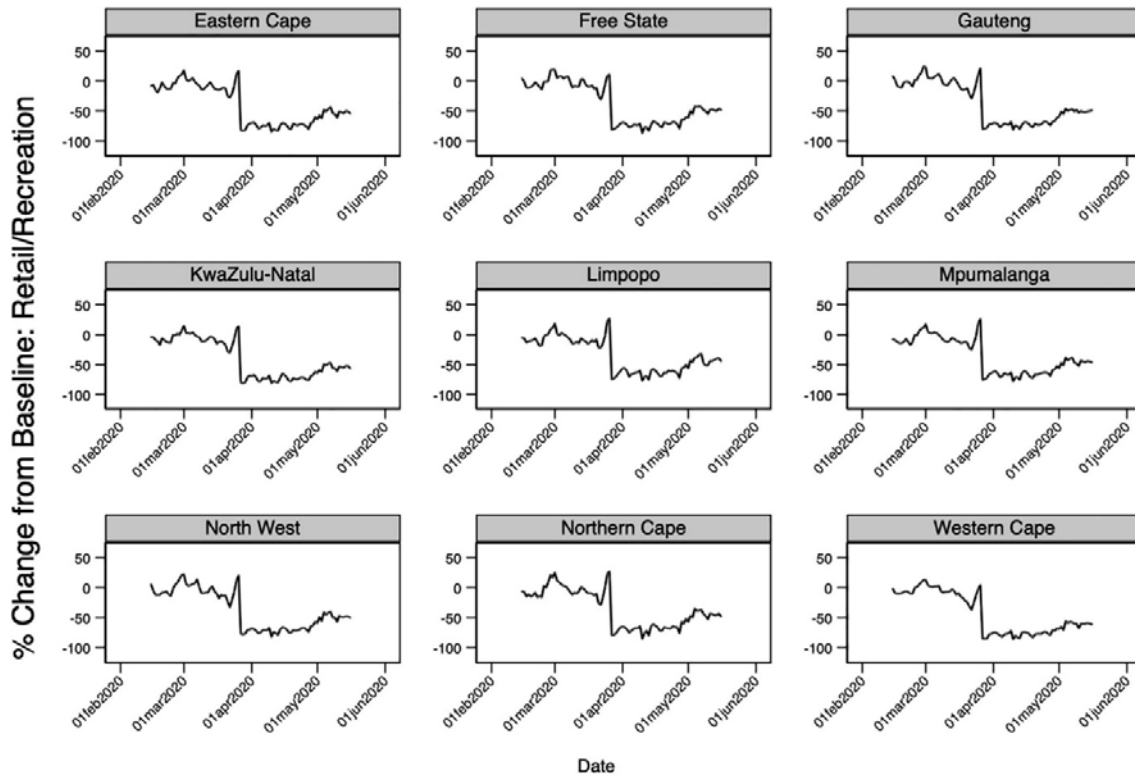 % Change from Baseline: Retail/Recreation
Eastern Cape
50
0
-50
-100
01feb2020
01mar2020
01apr2020
01may2020
01jun2020
Free State
50
0
-50
-100
01feb2020
01mar2020
01apr2020
01may2020
01jun2020
Gauteng
50
0
-50
-100
01feb2020
01mar2020
01apr2020
01may2020
01jun2020
KwaZulu-Natal
50
0
-50
-100
01feb2020
01mar2020
01apr2020
01may2020
01jun2020
Limpopo
50
0
-50
-100
01feb2020
01mar2020
01apr2020
01may2020
01jun2020
Mpumalanga
50
0
-50
-100
01feb2020
01mar2020
01apr2020
01may2020
01jun2020
North West
50
0
-50
-100
01feb2020
01mar2020
01apr2020
01may2020
01jun2020
Northern Cape
50
0
-50
-100
01feb2020
01mar2020
01apr2020
01may2020
01jun2020
Western Cape
50
0
-50
-100
01feb2020
01mar2020
01apr2020
01may2020
01jun2020
Date